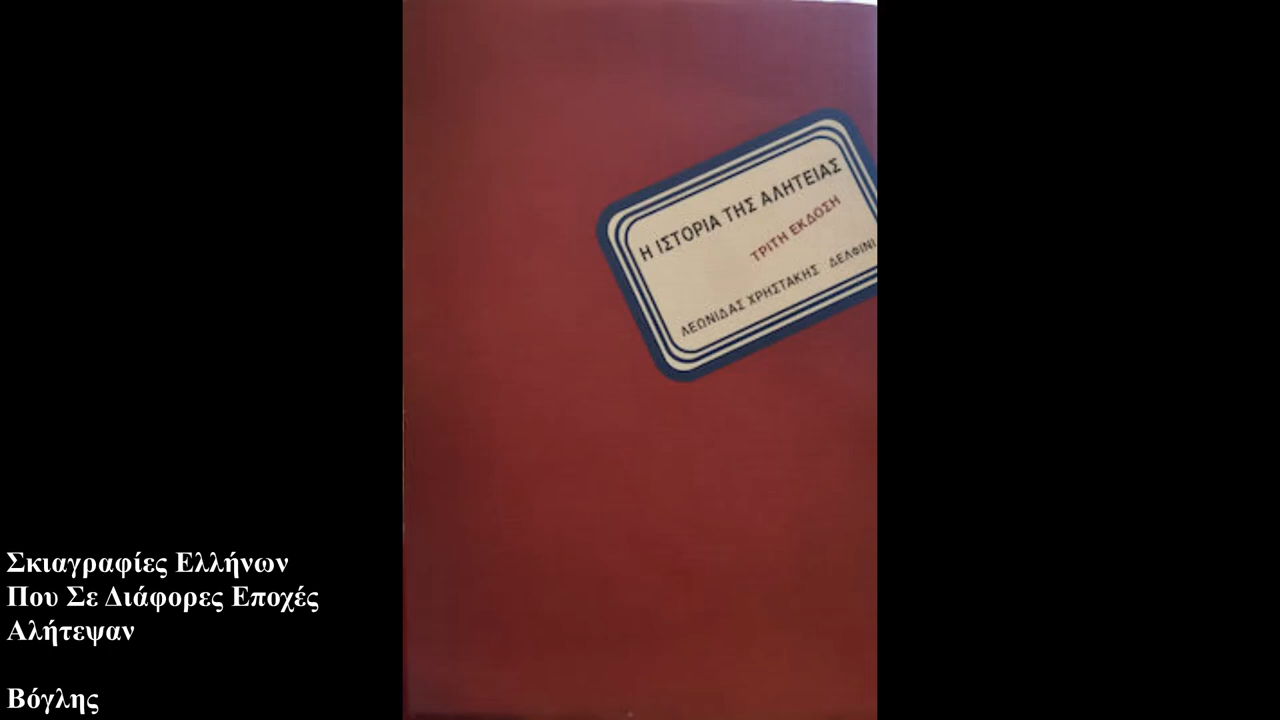 Η ΙΣΤΟΡΙΑ ΤΗΣ ΑΛΗΤΕΙΑΣ
ΤΡΙΤΗ ΕΚΔΟΣΗ
ΛΕΩΝΙΔΑΣ ΧΡΗΣΤΑΚΗΣ ΔΕΛΦΙΝΙ
Σκιαγραφίες Ελλήνων
Που Σε Διάφορες Εποχές
Αλήτεψαν
Βόγλης